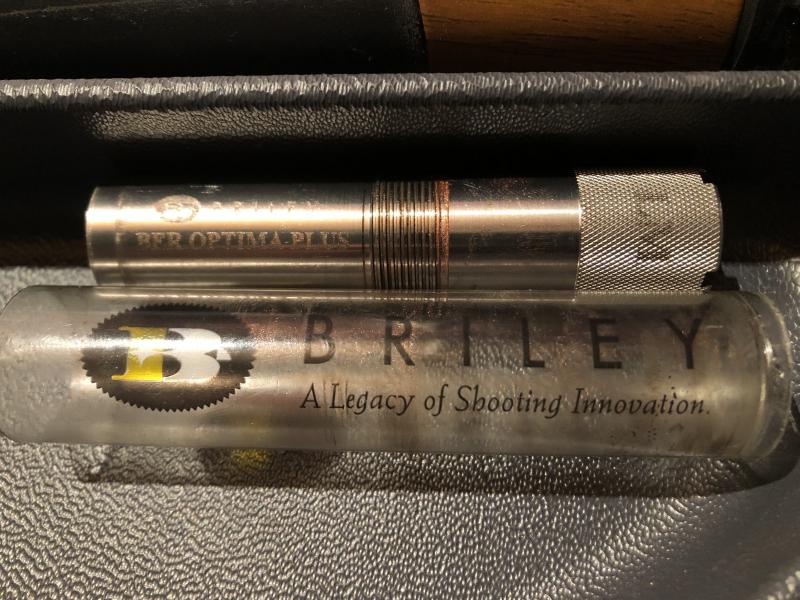 B BRILEY
BER.OPTIMA-PLUS
B BRILEY
A Legacy of Shooting Innovation.